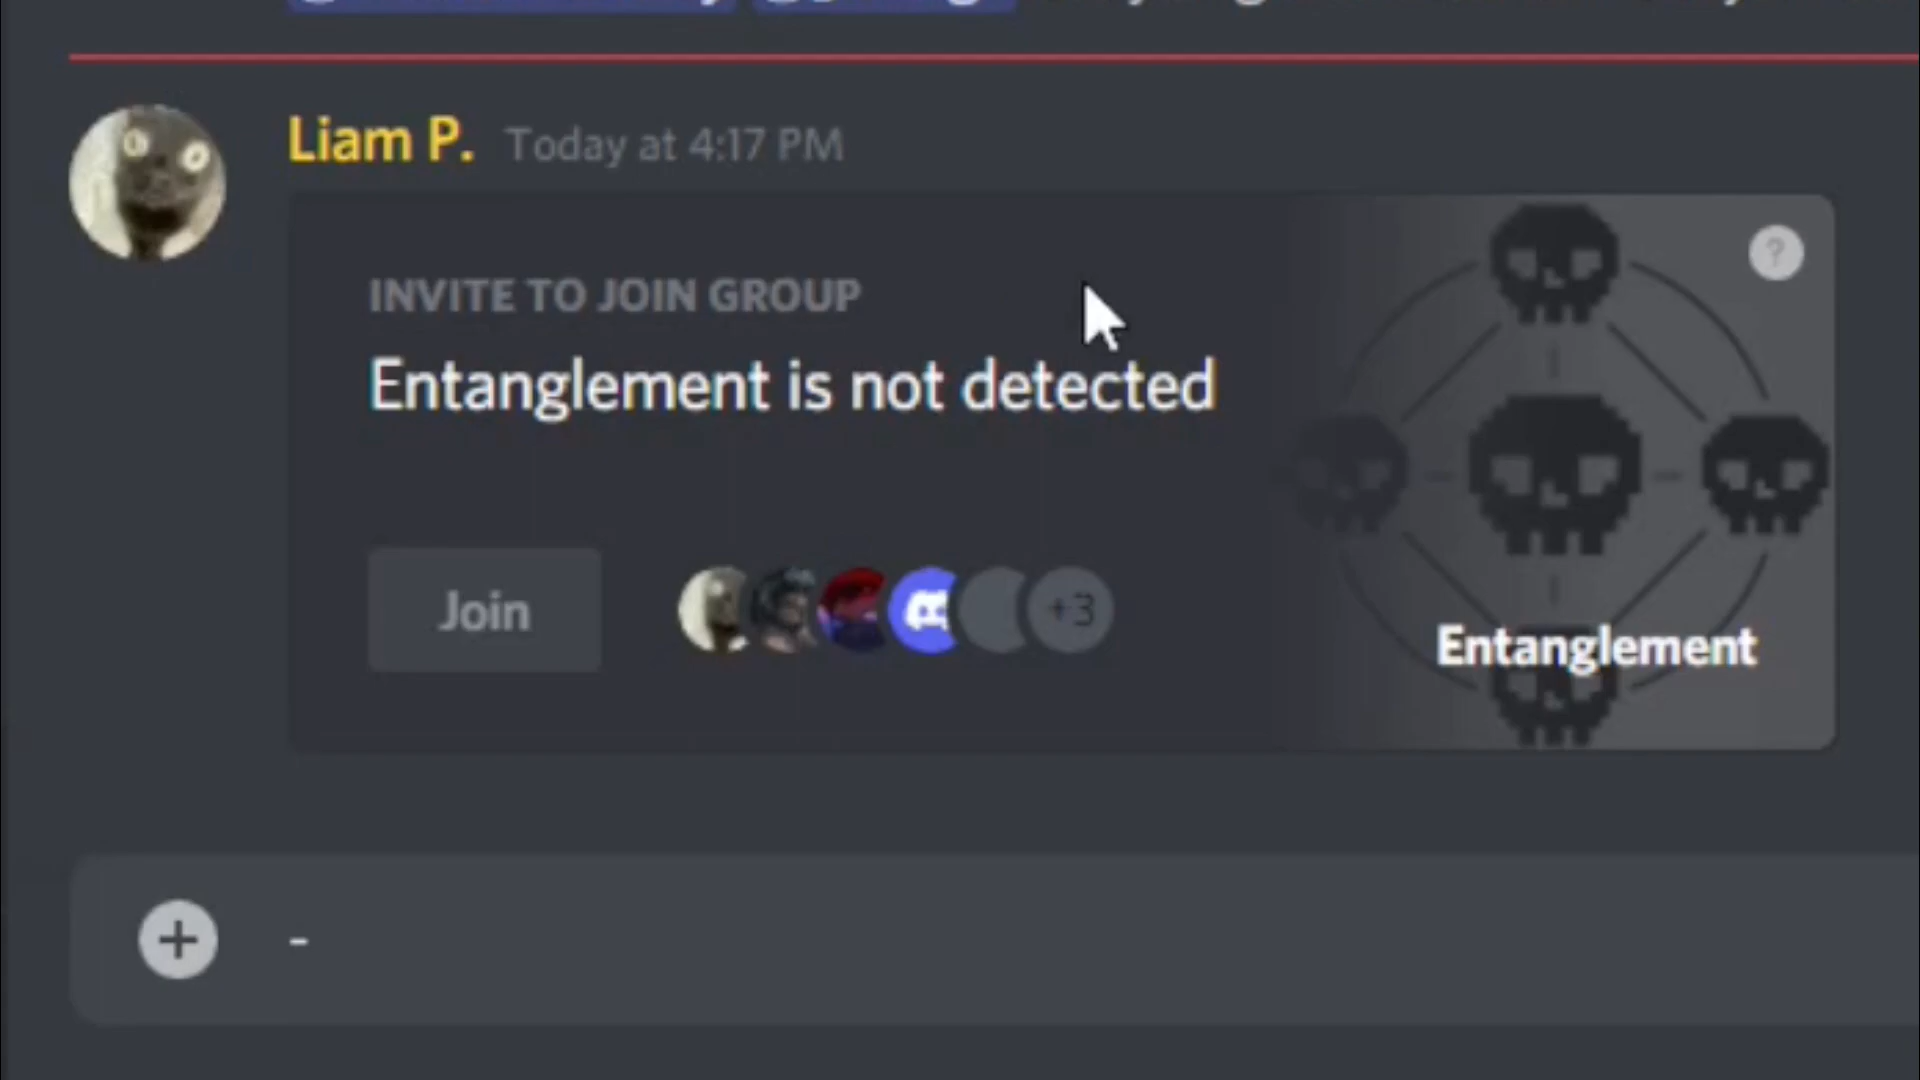 Liam P. Today at 4:17 PM
INVITE TO JOIN GROUP
?
Entanglement is not detected
Join
+3
Entanglement
-